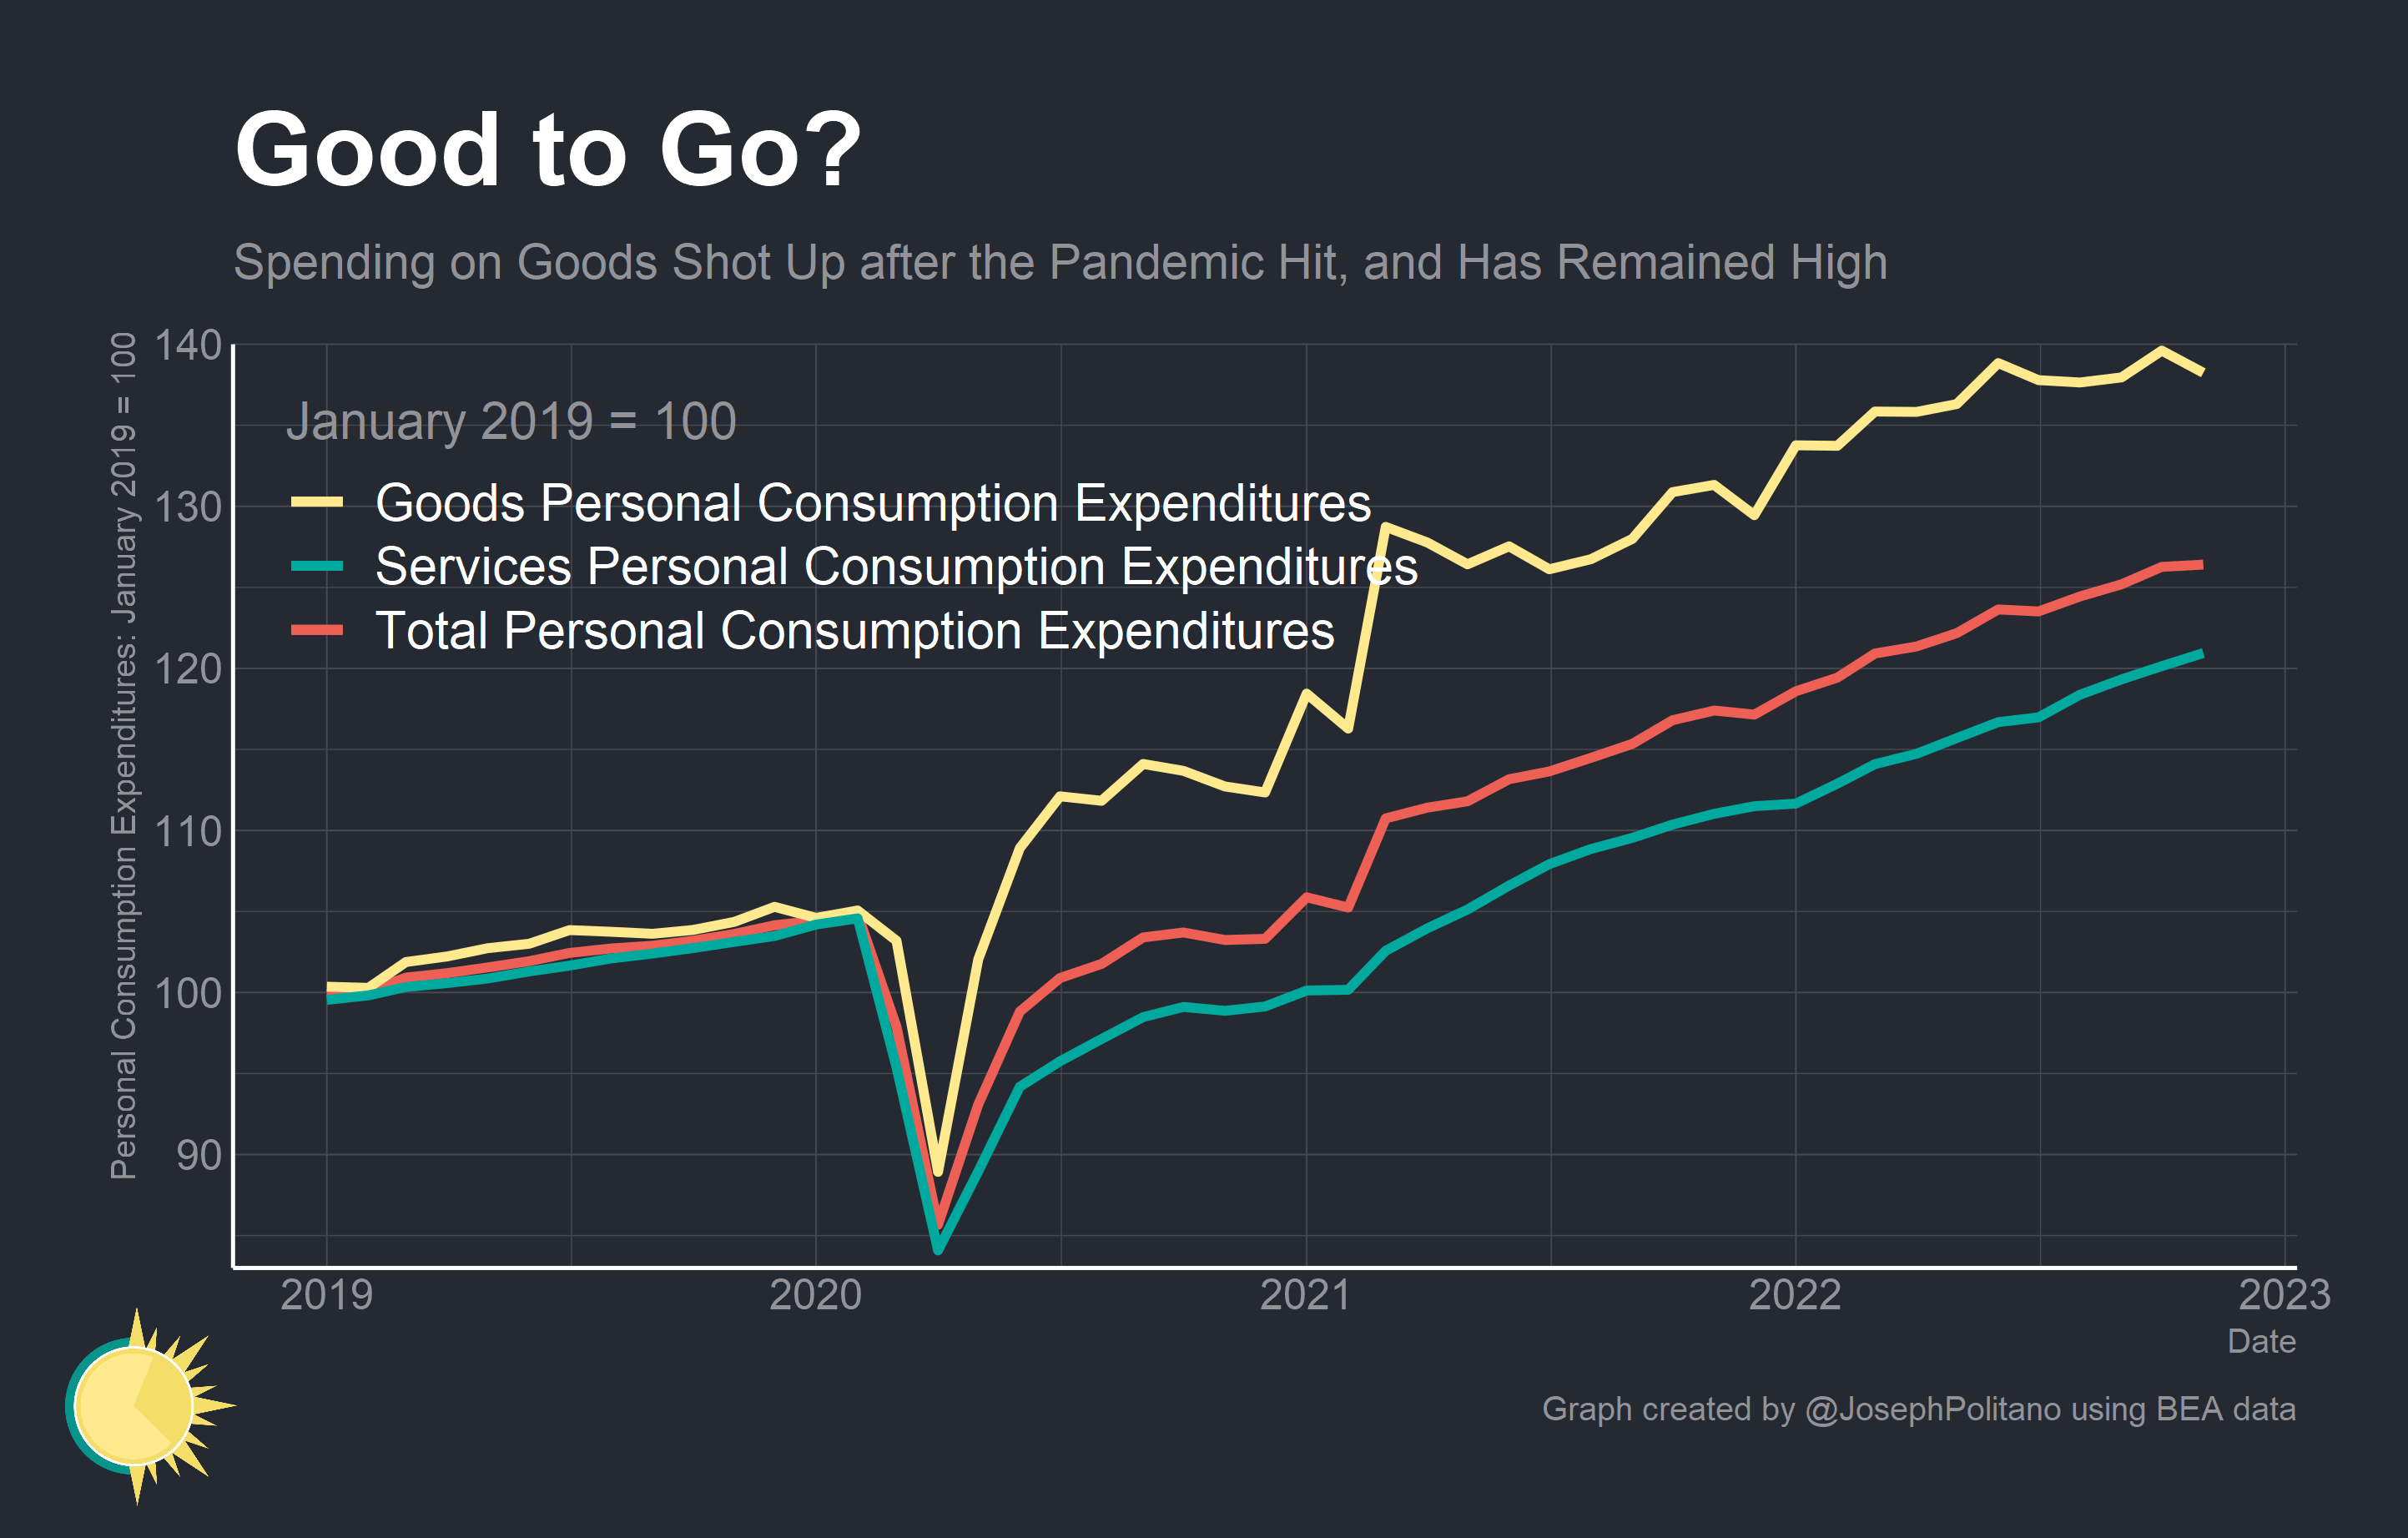 Good to Go?
Spending on Goods Shot Up after the Pandemic Hit, and Has Remained High
Personal Consumption Expenditures: January 2019 = 100
140
130
120
110
100
90
January 2019 = 100
Goods Personal Consumption Expenditures
Services Personal Consumption Expenditures
Total Personal Consumption Expenditures
2019 2020 2021 2022 2023
Date
Graph created by @JosephPolitano using BEA data